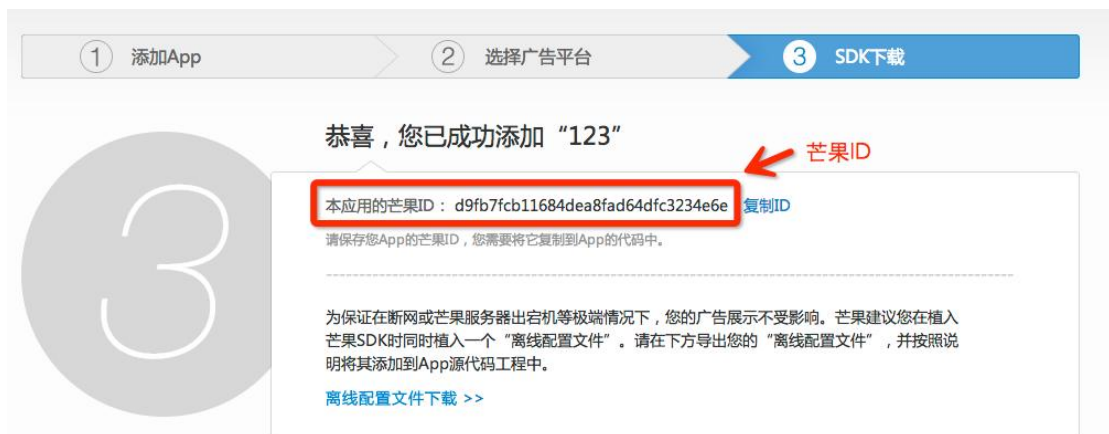 1 添加App
2 选择广告平台
3 SDK下载
恭喜，您已成功添加“123”
芒果ID
3
本应用的芒果ID： d9fb7fcb11684dea8fad64dfc3234e6e 复制ID
请保存您App的芒果ID，您需要将它复制到App的代码中。
为保证在断网或芒果服务器出宕机等极端情况下，您的广告展示不受影响。芒果建议您在植入
芒果SDK时同时植入一个“离线配置文件”。请在下方导出您的“离线配置文件”，并按照说
明将其添加到App源代码工程中。
离线配置文件下载 >>